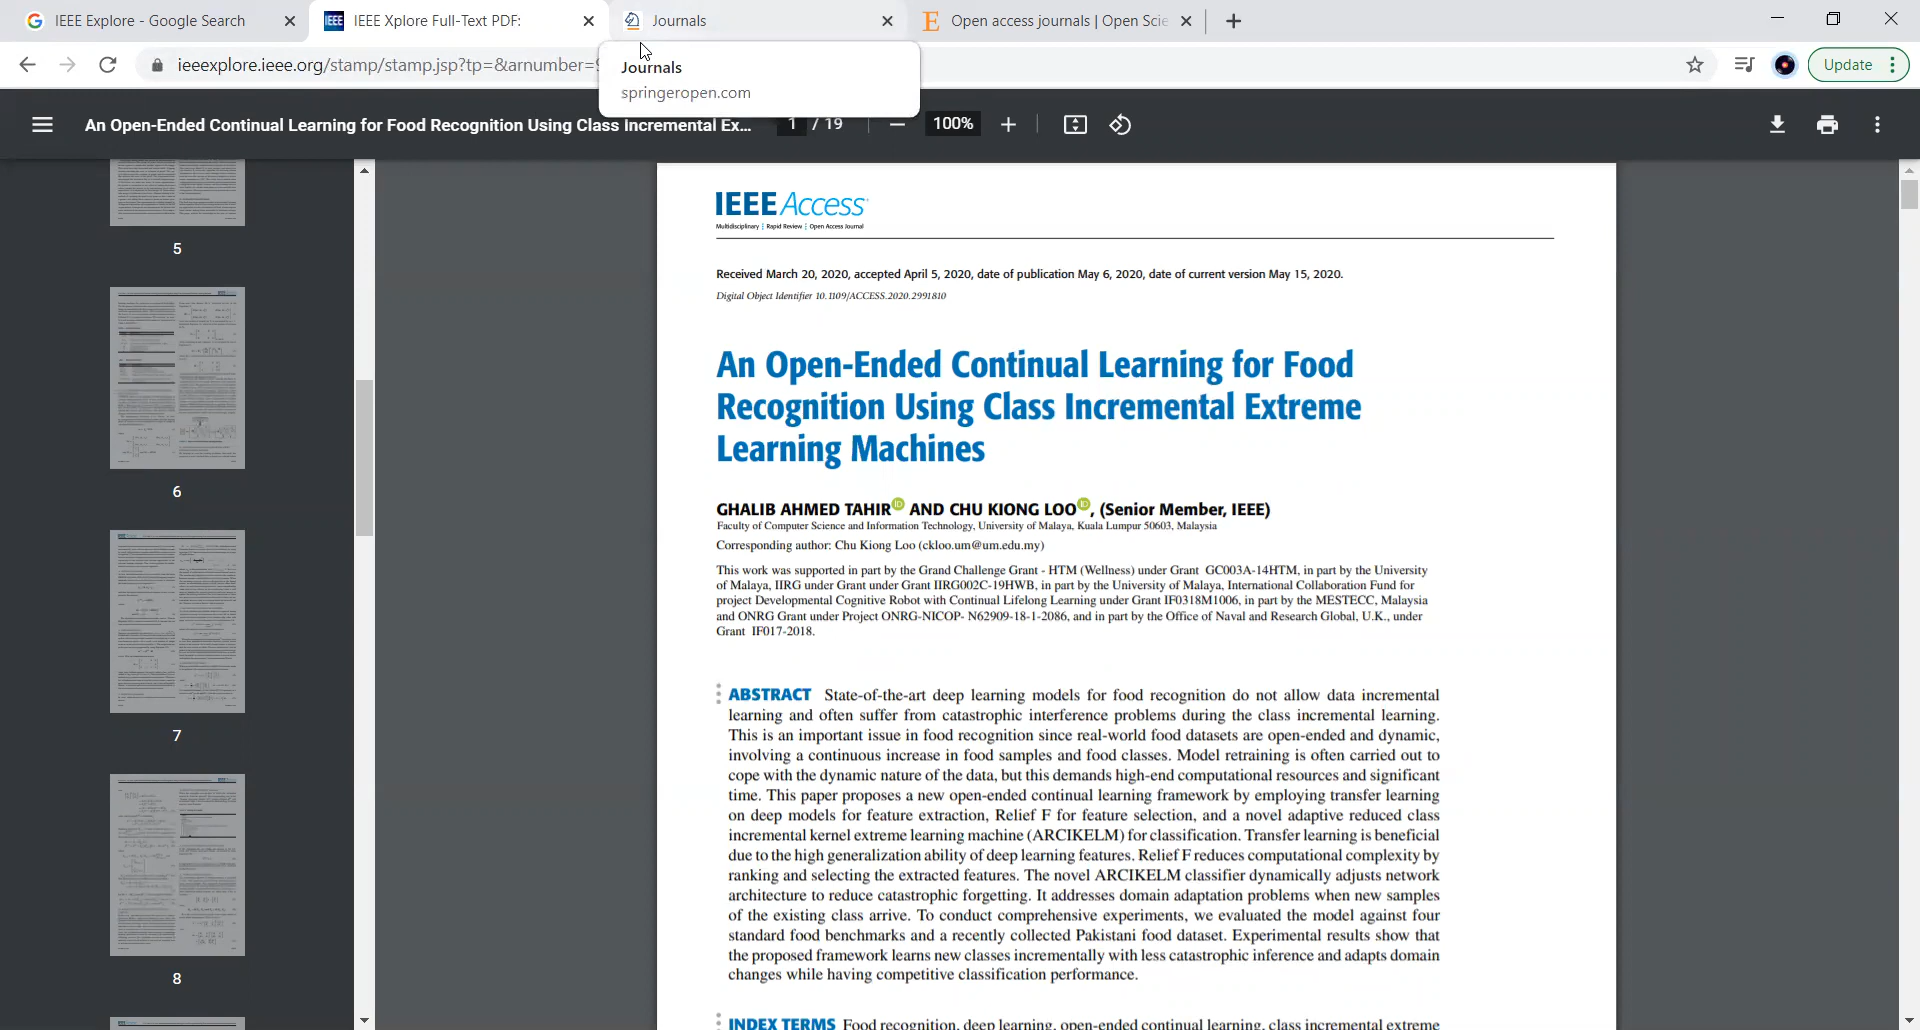 IEEE Explore - Google Search
IEEE Xplore Full-Text PDF:
Journals
Open access journals | Open Scie
ieeexplore.ieee.org/stamp/stamp.jsp?tp=&arnumber=9
Update
Journals
springeropen.com
An Open-Ended Continual Learning for Food Recognition Using Class Incremental Ex...
1 / 19
100%
5
6
7
8
IEEE Access
Multidisciplinary | Rapid Review | Open Access Journal
Received March 20, 2020, accepted April 5, 2020, date of publication May 6, 2020, date of current version May 15, 2020.
Digital Object Identifier 10.1109/ACCESS.2020.2991810
An Open-Ended Continual Learning for Food
Recognition Using Class Incremental Extreme
Learning Machines
GHALIB AHMED TAHIR AND CHU KIONG LOO, (Senior Member, IEEE)
Faculty of Computer Science and Information Technology, University of Malaya, Kuala Lumpur 50603, Malaysia
Corresponding author: Chu Kiong Loo (ckloo.um@um.edu.my)
This work was supported in part by the Grand Challenge Grant - HTM (Wellness) under Grant GC003A-14HTM, in part by the University
of Malaya, IIRG under Grant under Grant IIRG002C-19HWB, in part by the University of Malaya, International Collaboration Fund for
project Developmental Cognitive Robot with Continual Lifelong Learning under Grant IF0318M1006, in part by the MESTECC, Malaysia
and ONRG Grant under Project ONRG-NICOP- N62909-18-1-2086, and in part by the Office of Naval and Research Global, U.K., under
Grant IF017-2018.
ABSTRACT State-of-the-art deep learning models for food recognition do not allow data incremental
learning and often suffer from catastrophic interference problems during the class incremental learning.
This is an important issue in food recognition since real-world food datasets are open-ended and dynamic,
involving a continuous increase in food samples and food classes. Model retraining is often carried out to
cope with the dynamic nature of the data, but this demands high-end computational resources and significant
time. This paper proposes a new open-ended continual learning framework by employing transfer learning
on deep models for feature extraction, Relief F for feature selection, and a novel adaptive reduced class
incremental kernel extreme learning machine (ARCIKELM) for classification. Transfer learning is beneficial
due to the high generalization ability of deep learning features. Relief F reduces computational complexity by
ranking and selecting the extracted features. The novel ARCIKELM classifier dynamically adjusts network
architecture to reduce catastrophic forgetting. It addresses domain adaptation problems when new samples
of the existing class arrive. To conduct comprehensive experiments, we evaluated the model against four
standard food benchmarks and a recently collected Pakistani food dataset. Experimental results show that
the proposed framework learns new classes incrementally with less catastrophic inference and adapts domain
changes while having competitive classification performance.
INDEX TERMS Food recognition, deep learning, open-ended continual learning, class incremental extreme